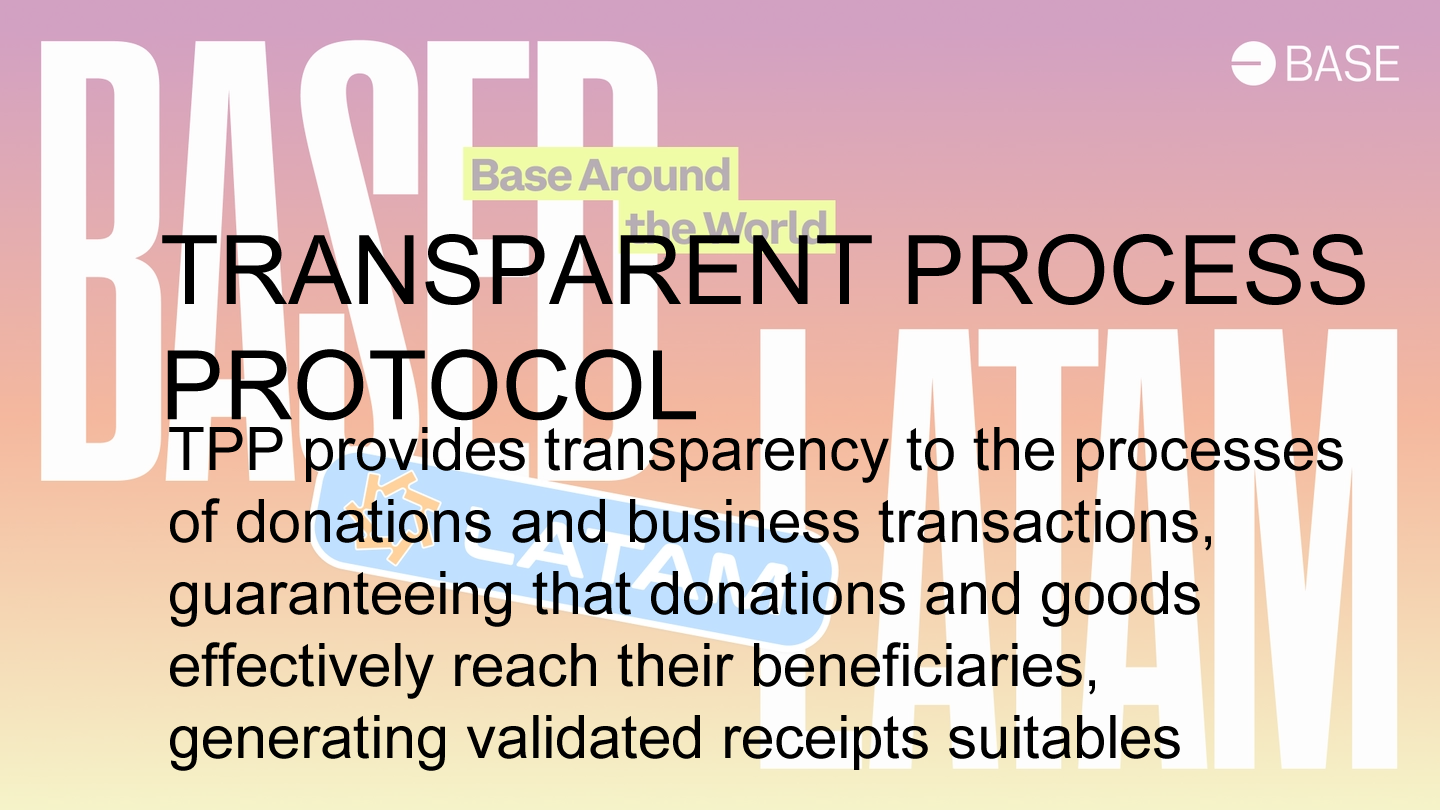 BASED
BASE
Base Around
the World
TRANSPARENT PROCESS
PROTOCOL
LATAM
TPP provides transparency to the processes
of donations and business transactions,
LATAM
guaranteeing that donations and goods
effectively reach their beneficiaries,
generating validated receipts suitables